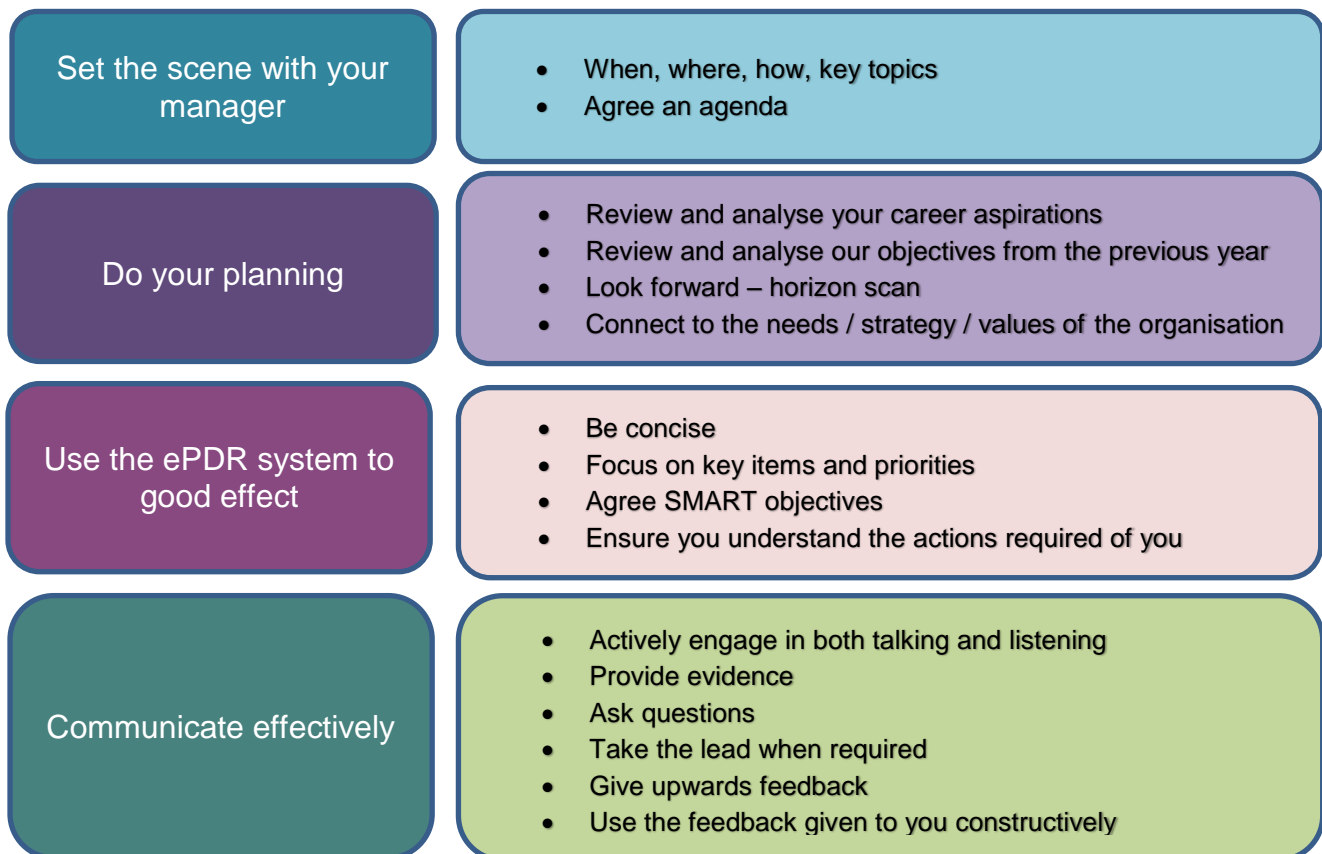 Set the scene with your
manager
• When, where, how, key topics
• Agree an agenda
Do your planning
• Review and analyse your career aspirations
• Review and analyse our objectives from the previous year
• Look forward – horizon scan
• Connect to the needs / strategy / values of the organisation
Use the ePDR system to
good effect
• Be concise
• Focus on key items and priorities
• Agree SMART objectives
• Ensure you understand the actions required of you
Communicate effectively
• Actively engage in both talking and listening
• Provide evidence
• Ask questions
• Take the lead when required
• Give upwards feedback
• Use the feedback given to you constructively